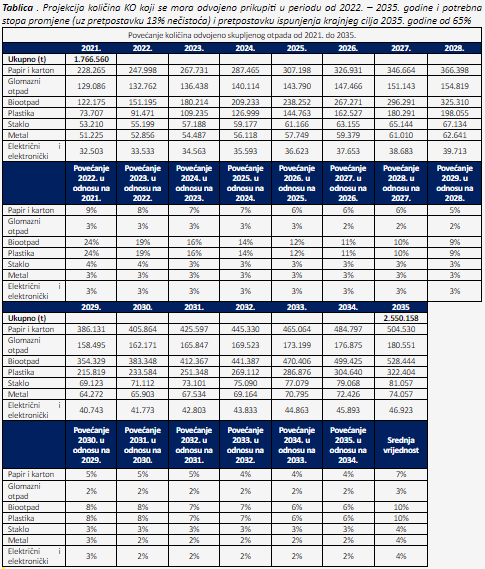 Tablica . Projekcija količina KO koji se mora odvojeno prikupiti u periodu od 2022. – 2035. godine i potrebna
stopa promjene (uz pretpostavku 13% nečistoća) i pretpostavku ispunjenja krajnjeg cilja 2035. godine od 65%
Povećanje količina odvojeno skupljenog otpada od 2021. do 2035.
2021. 2022. 2023. 2024. 2025. 2026. 2027. 2028.
Ukupno (t) 1.766.560
Papir i karton 228.265 247.998 267.731 287.465 307.198 326.931 346.664 366.398
Glomazni otpad 129.086 132.762 136.438 140.114 143.790 147.466 151.143 154.819
Biootpad 122.175 151.195 180.214 209.233 238.252 267.271 296.291 325.310
Plastika 73.707 91.471 109.235 126.999 144.763 162.527 180.291 198.055
Staklo 53.210 55.199 57.188 59.177 61.166 63.155 65.144 67.134
Metal 51.225 52.856 54.487 56.118 57.749 59.379 61.010 62.641
Električni i elektronički 32.503 33.533 34.563 35.593 36.623 37.653 38.683 39.713
Povećanje 2022. u odnosu na 2021. Povećanje 2023. u odnosu na 2022. Povećanje 2024. u odnosu na 2023. Povećanje 2025. u odnosu na 2024. Povećanje 2026. u odnosu na 2025. Povećanje 2027. u odnosu na 2026. Povećanje 2028. u odnosu na 2027. Povećanje 2029. u odnosu na 2028.
Papir i karton 9% 8% 7% 7% 6% 6% 6% 5%
Glomazni otpad 3% 3% 3% 3% 3% 2% 2% 2%
Biootpad 24% 19% 16% 14% 12% 11% 10% 9%
Plastika 24% 19% 16% 14% 12% 11% 10% 9%
Staklo 4% 4% 3% 3% 3% 3% 3% 3%
Metal 3% 3% 3% 3% 3% 3% 3% 3%
Električni i elektronički 3% 3% 3% 3% 3% 3% 3% 3%
2029. 2030. 2031. 2032. 2033. 2034. 2035
Ukupno (t) 2.550.158
Papir i karton 386.131 405.864 425.597 445.330 465.064 484.797 504.530
Glomazni otpad 158.495 162.171 165.847 169.523 173.199 176.875 180.551
Biootpad 354.329 383.348 412.367 441.387 470.406 499.425 528.444
Plastika 215.819 233.584 251.348 269.112 286.876 304.640 322.404
Staklo 69.123 71.112 73.101 75.090 77.079 79.068 81.057
Metal 64.272 65.903 67.534 69.164 70.795 72.426 74.057
Električni i elektronički 40.743 41.773 42.803 43.833 44.863 45.893 46.923
Povećanje 2030. u odnosu na 2029. Povećanje 2031. u odnosu na 2030. Povećanje 2032. u odnosu na 2031. Povećanje 2033. u odnosu na 2032. Povećanje 2034. u odnosu na 2033. Povećanje 2035. u odnosu na 2034. Srednja vrijednost
Papir i karton 5% 5% 5% 4% 4% 4% 7%
Glomazni otpad 2% 2% 2% 2% 2% 2% 3%
Biootpad 8% 8% 7% 7% 6% 6% 10%
Plastika 8% 8% 7% 7% 6% 6% 10%
Staklo 3% 3% 3% 3% 3% 3% 4%
Metal 3% 2% 2% 2% 2% 2% 4%
Električni i elektronički 3% 2% 2% 2% 2% 2% 4%